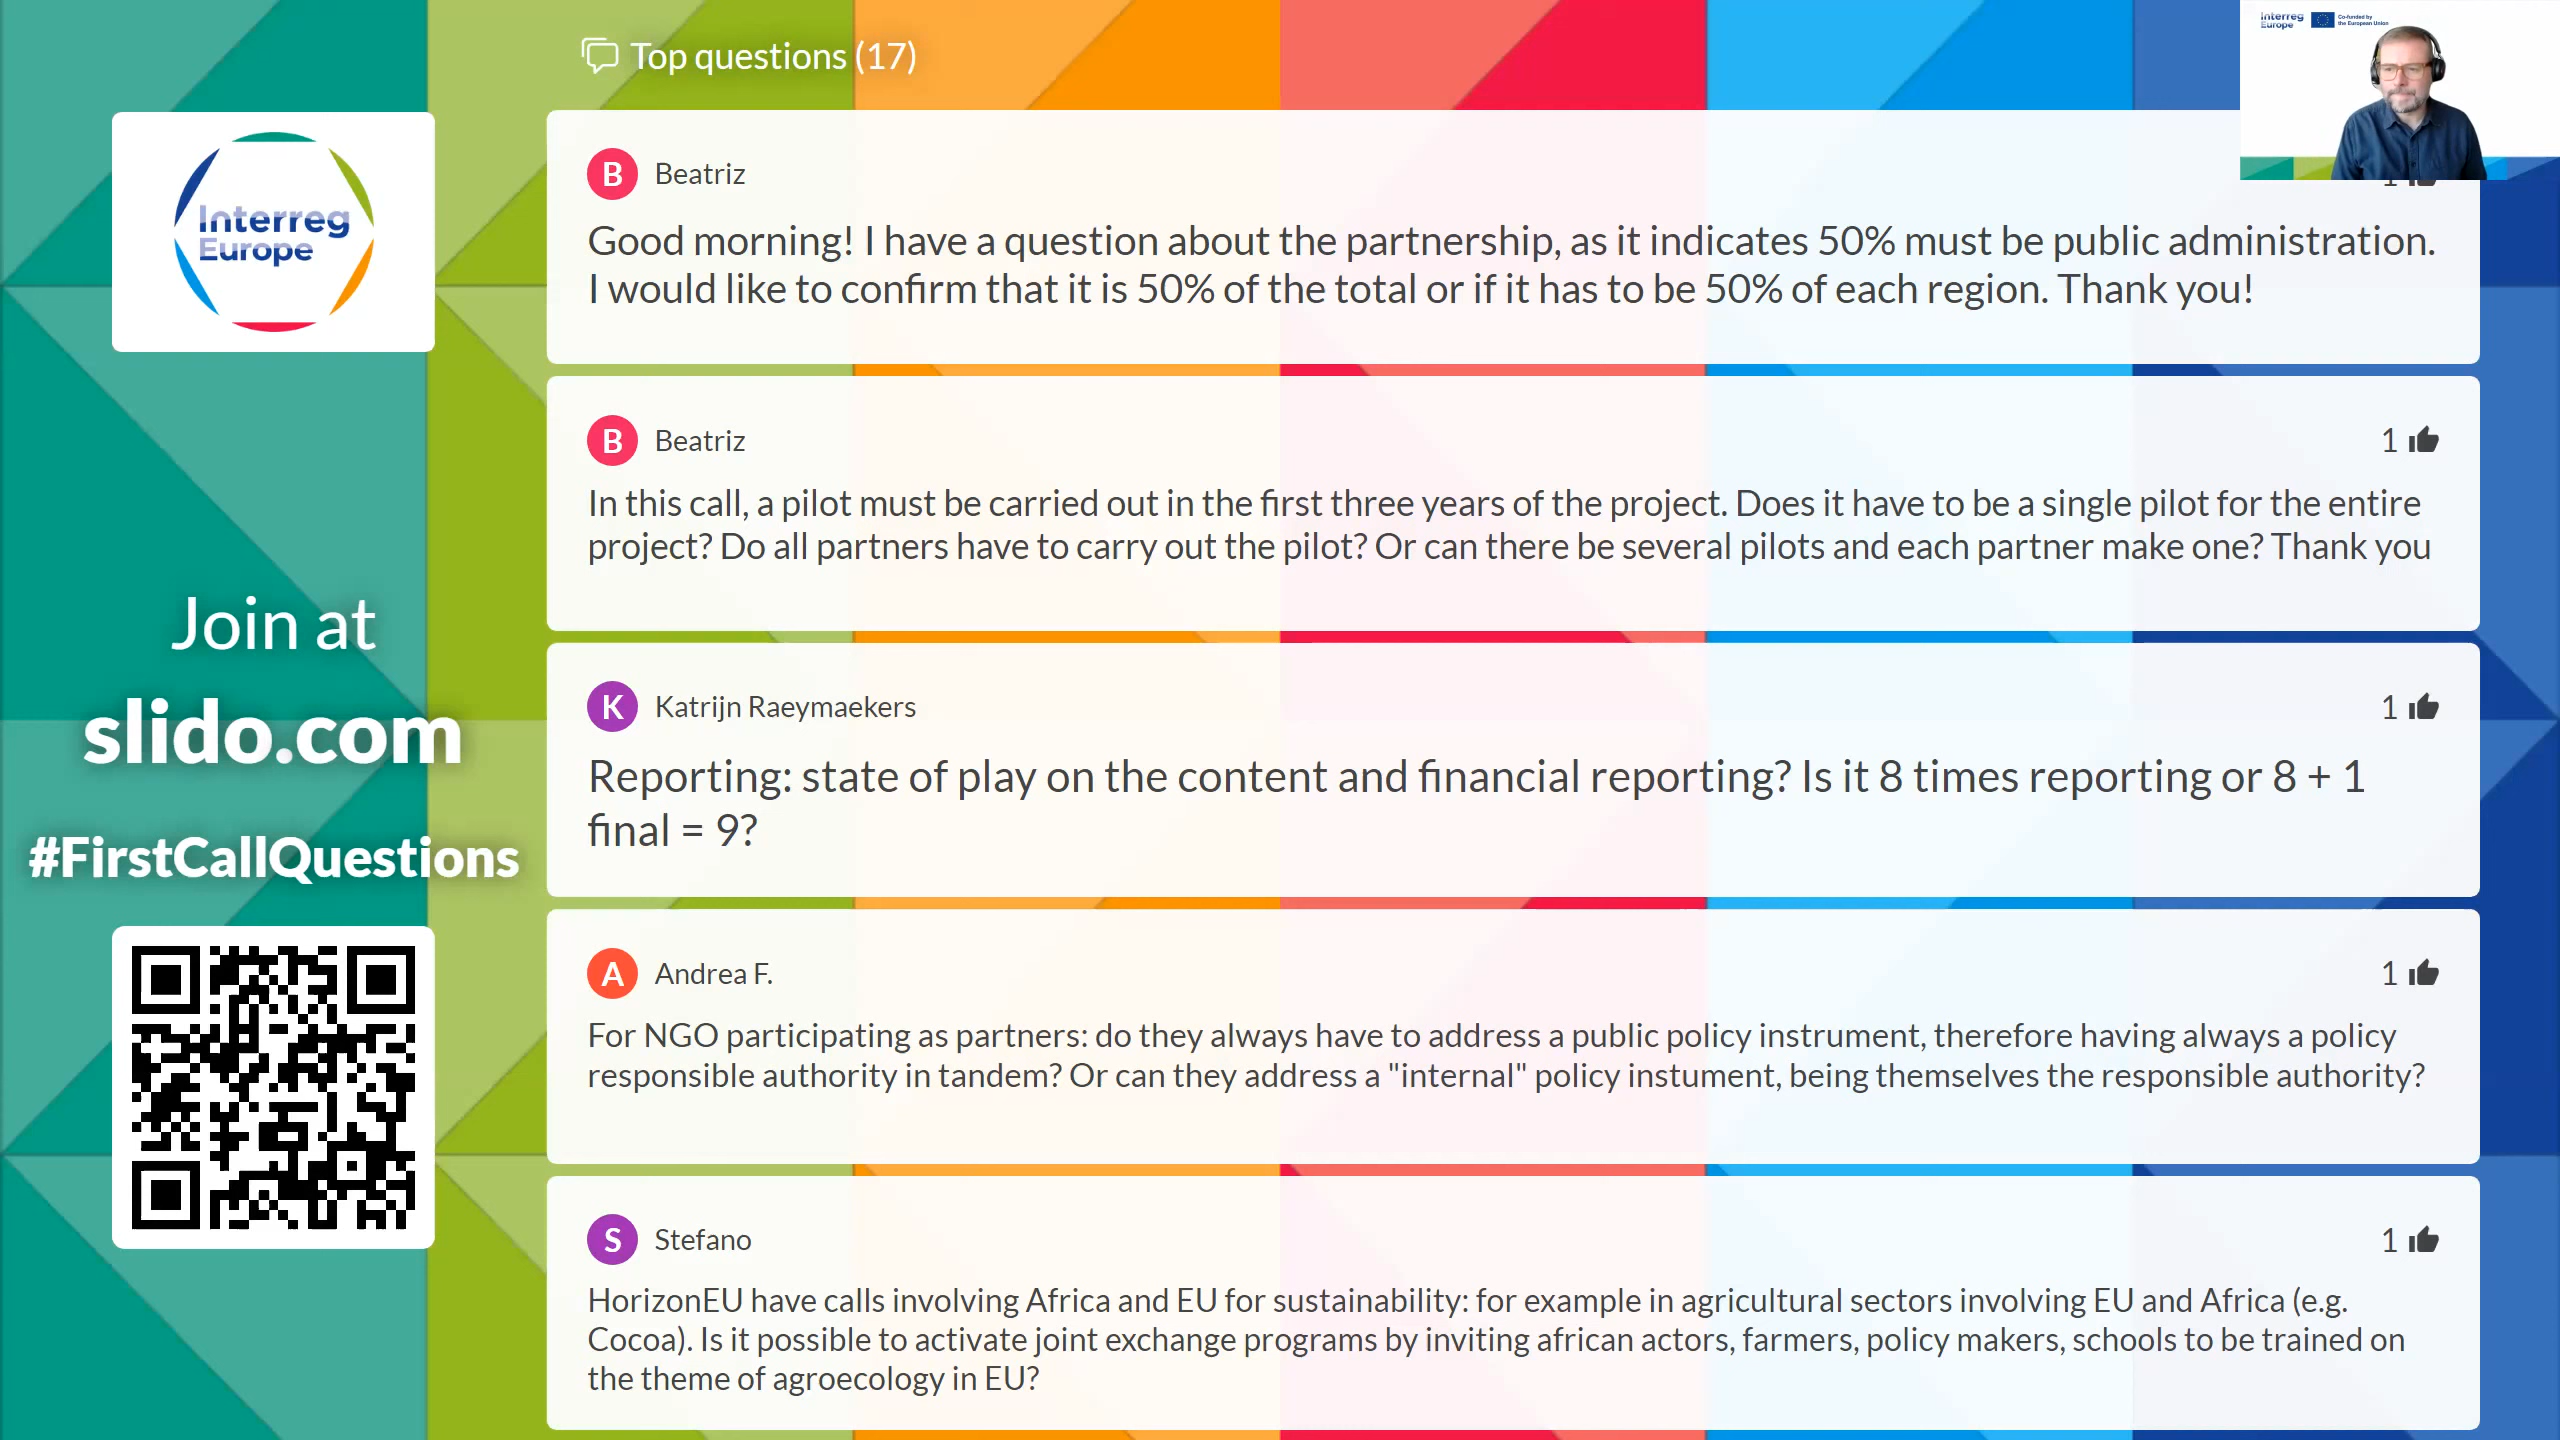 Top questions (17)
Interreg
Europe
Co-funded by
the European Union
Interreg
Europe
Join at
slido.com
#FirstCallQuestions
B Beatriz
Good morning! I have a question about the partnership, as it indicates 50% must be public administration.
I would like to confirm that it is 50% of the total or if it has to be 50% of each region. Thank you!
B Beatriz 1
In this call, a pilot must be carried out in the first three years of the project. Does it have to be a single pilot for the entire
project? Do all partners have to carry out the pilot? Or can there be several pilots and each partner make one? Thank you
K Katrijn Raeymaekers 1
Reporting: state of play on the content and financial reporting? Is it 8 times reporting or 8 + 1
final = 9?
A Andrea F. 1
For NGO participating as partners: do they always have to address a public policy instrument, therefore having always a policy
responsible authority in tandem? Or can they address a "internal" policy instument, being themselves the responsible authority?
S Stefano 1
HorizonEU have calls involving Africa and EU for sustainability: for example in agricultural sectors involving EU and Africa (e.g.
Cocoa). Is it possible to activate joint exchange programs by inviting african actors, farmers, policy makers, schools to be trained on
the theme of agroecology in EU?